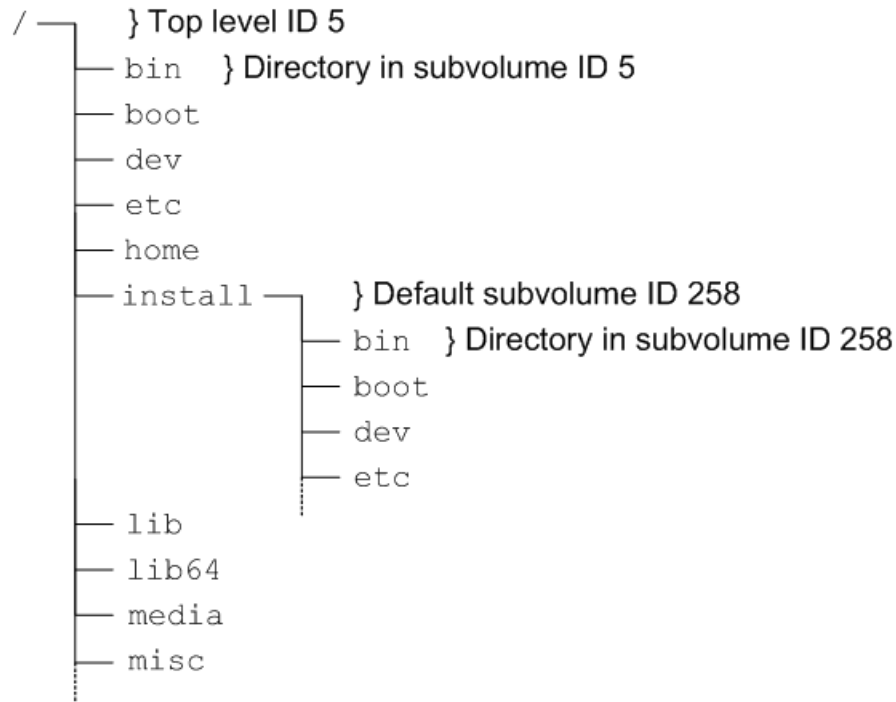 / } Top level ID 5
bin } Directory in subvolume ID 5
boot
dev
etc
home
install } Default subvolume ID 258
bin } Directory in subvolume ID 258
boot
dev
etc
lib
lib64
media
misc